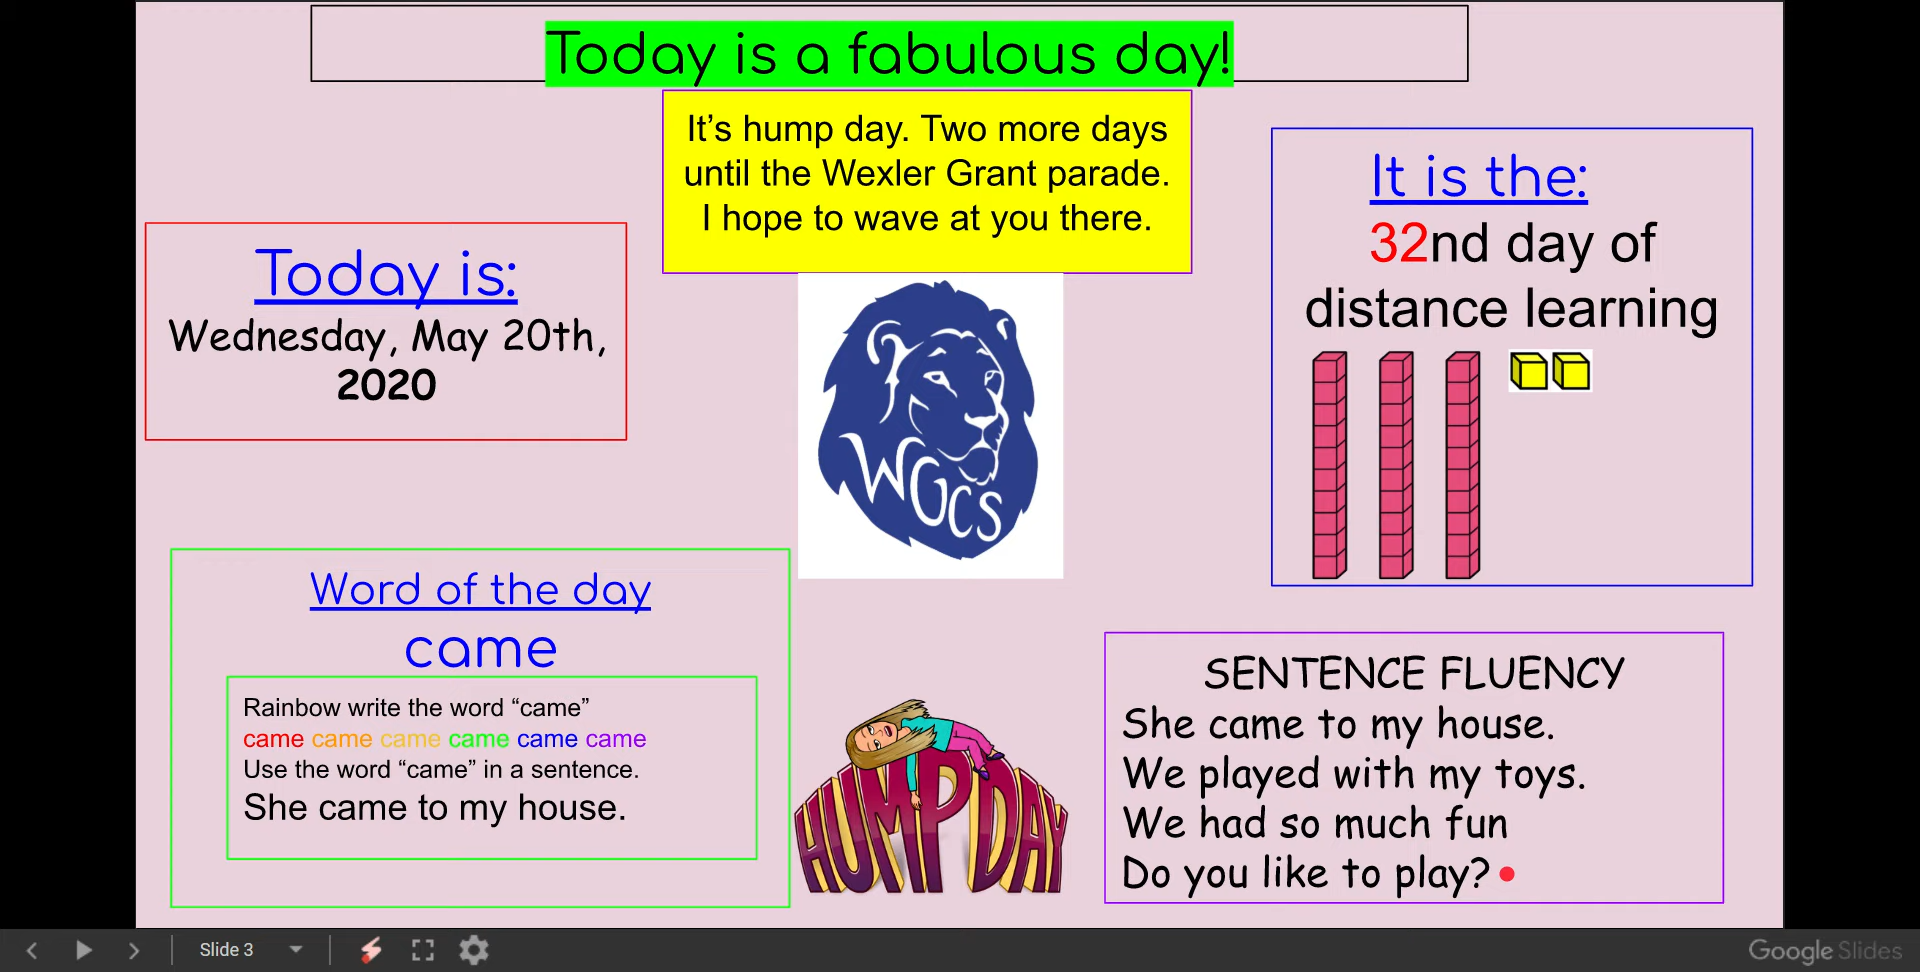 Today is a fabulous day!
It's hump day. Two more days
until the Wexler Grant parade.
I hope to wave at you there.
Today is:
Wednesday, May 20th,
2020
It is the:
32nd day of
distance learning
WGCS
Word of the day
came
Rainbow write the word “came”
came came came came came came
Use the word “came” in a sentence.
She came to my house.
HUMP DAY
SENTENCE FLUENCY
She came to my house.
We played with my toys.
We had so much fun
Do you like to play?
Slide 3
Google Slides